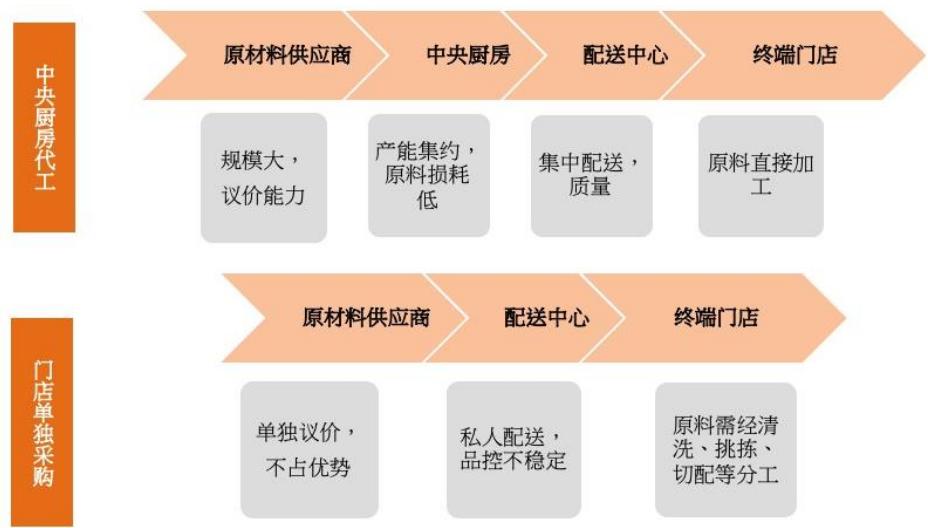 中央厨房代工
原材料供应商
中央厨房
配送中心
终端门店
规模大，
议价能力
产能集约，
原料损耗
低
集中配送，
质量
原料直接加
工
门店单独采购
原材料供应商
配送中心
终端门店
单独议价，
不占优势
私人配送，
品控不稳定
原料需经清
洗、挑拣、
切配等分工